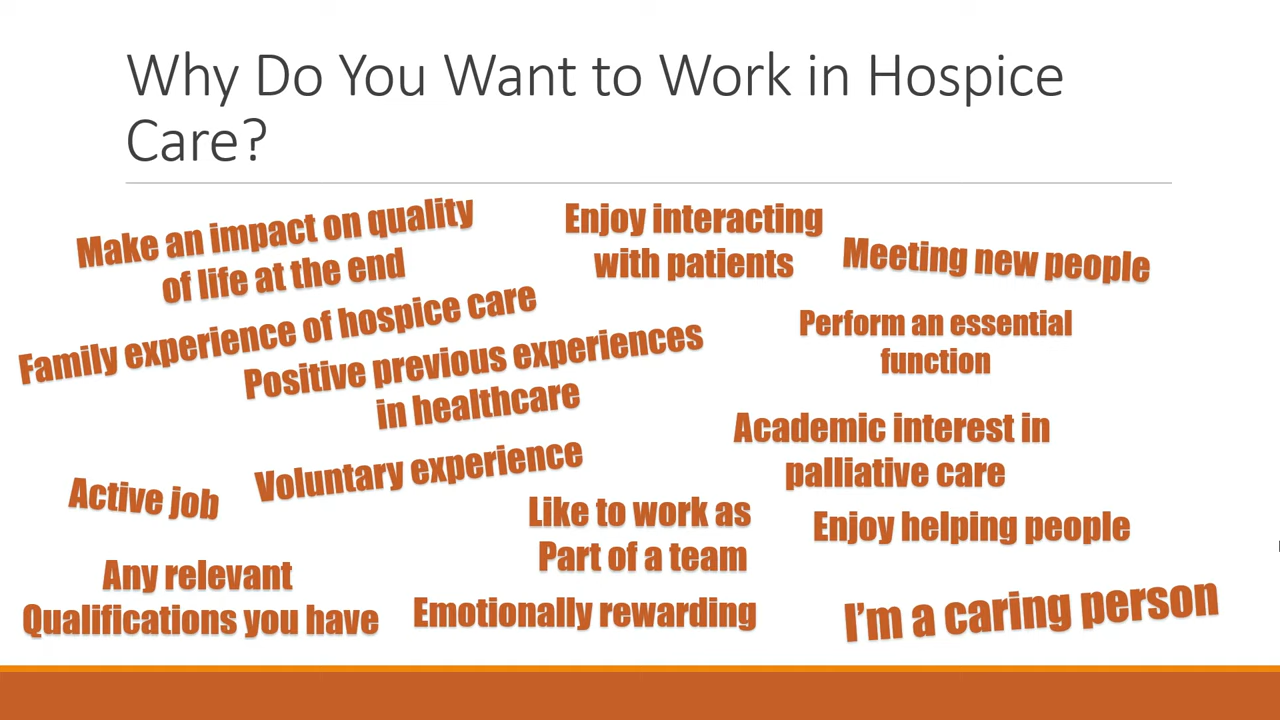 Why Do You Want to Work in Hospice
Care?
Make an impact on quality
of life at the end
Enjoy interacting
with patients
Meeting new people
Family experience of hospice care
Perform an essential
function
Positive previous experiences
in healthcare
Academic interest in
palliative care
Voluntary experience
Active job
Like to work as
Part of a team
Enjoy helping people
Any relevant
Qualifications you have
Emotionally rewarding
I'm a caring person